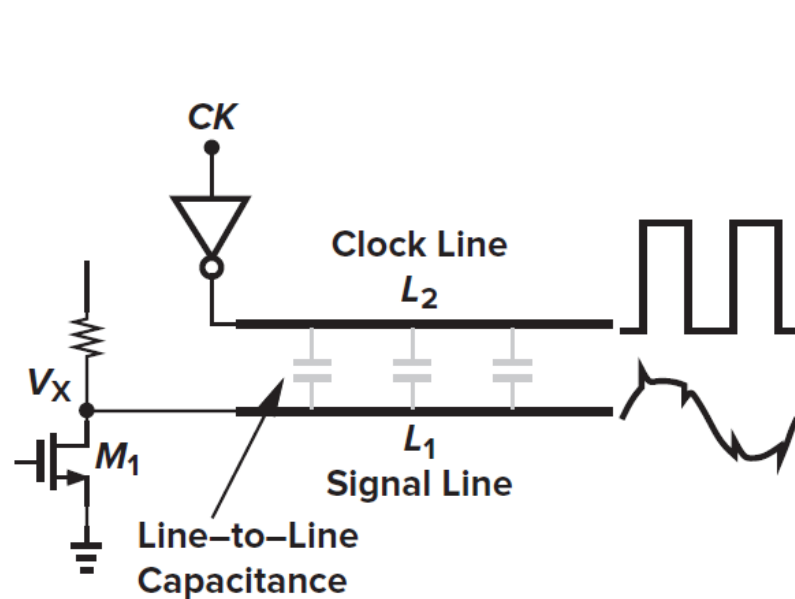 CK
Clock Line
L2
VX
M1
L1
Signal Line
Line–to–Line
Capacitance